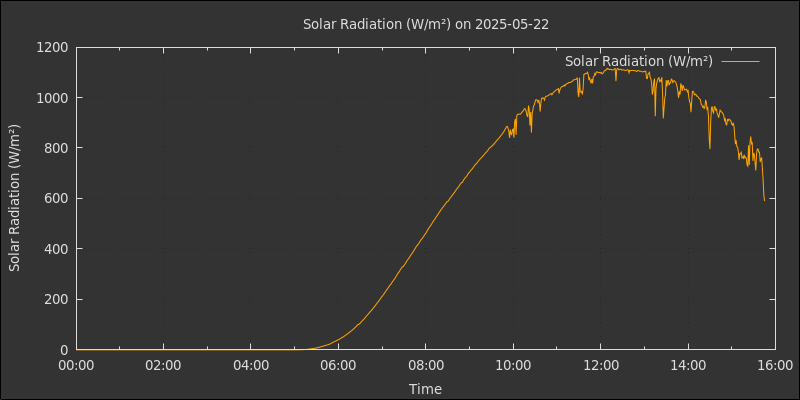 Solar Radiation (W/m²) on 2025-05-22
Solar Radiation (W/m²)
Solar Radiation (W/m²)
1200
1000
800
600
400
200
0
00:00 02:00 04:00 06:00 08:00 10:00 12:00 14:00 16:00
Time